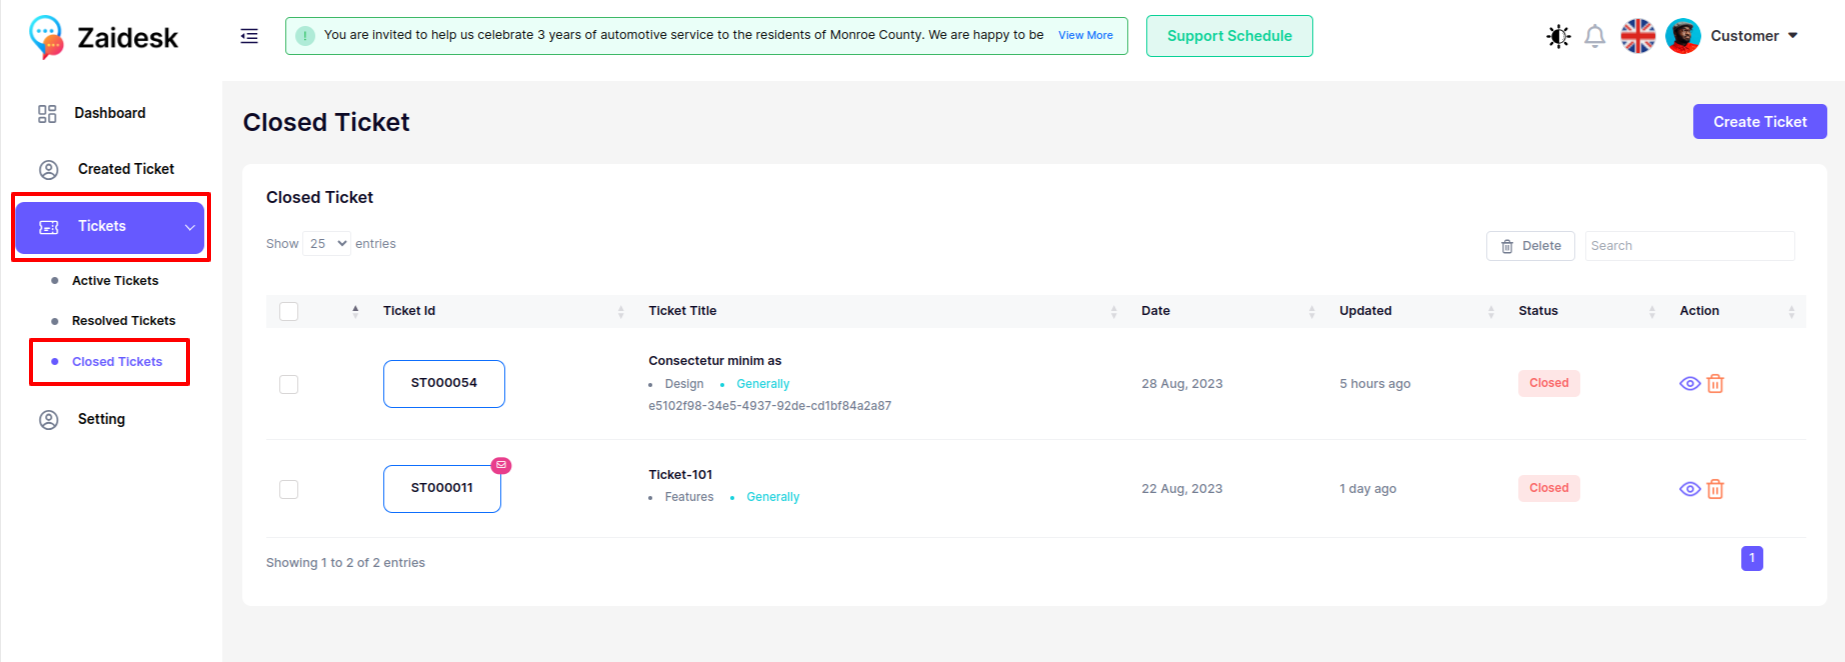 Zaidesk
! You are invited to help us celebrate 3 years of automotive service to the residents of Monroe County. We are happy to be View More
Support Schedule
Customer
Dashboard
Created Ticket
Tickets
Active Tickets
Resolved Tickets
Closed Tickets
Setting
Closed Ticket
Create Ticket
Closed Ticket
Show 25 entries
Delete
Search
Ticket Id Ticket Title Date Updated Status Action
ST000054
Consectetur minim as
Design Generally
e5102f98-34e5-4937-92de-cd1bf84a2a87
28 Aug, 2023
5 hours ago
Closed
ST000011
Ticket-101
Features Generally
22 Aug, 2023
1 day ago
Closed
Showing 1 to 2 of 2 entries
1